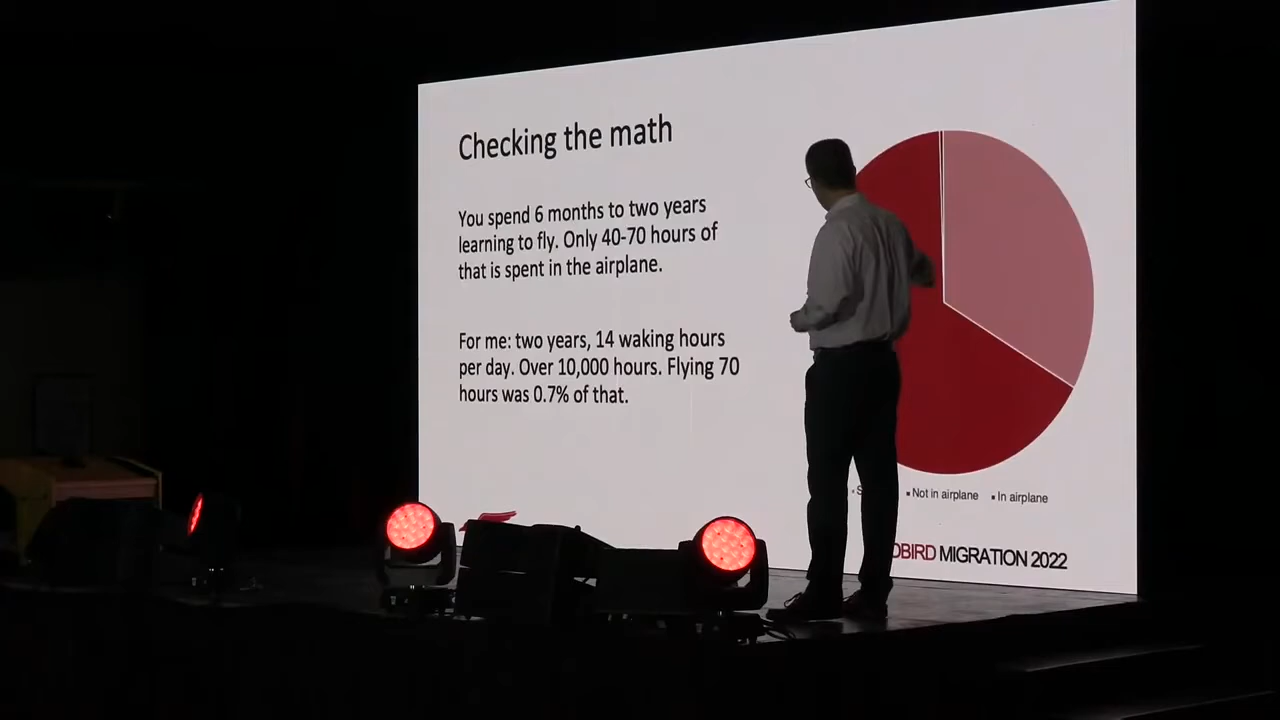 Checking the math
You spend 6 months to two years
learning to fly. Only 40-70 hours of
that is spent in the airplane.
For me: two years, 14 waking hours
per day. Over 10,000 hours. Flying 70
hours was 0.7% of that.
Not in airplane In airplane
MIGRATION 2022